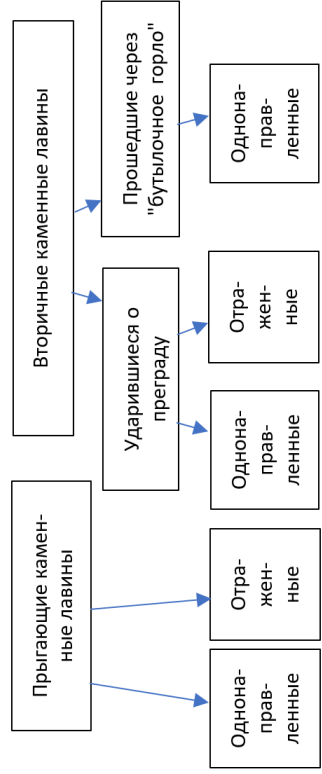 Прыгающие камен-
ные лавины
Вторичные каменные лавины
Ударившиеся о
преграду
Прошедшие через
"бутылочное горло"
Однона-
прав-
ленные
Отра-
жен-
ные
Однона-
прав-
ленные
Отра-
жен-
ные
Однона-
прав-
ленные